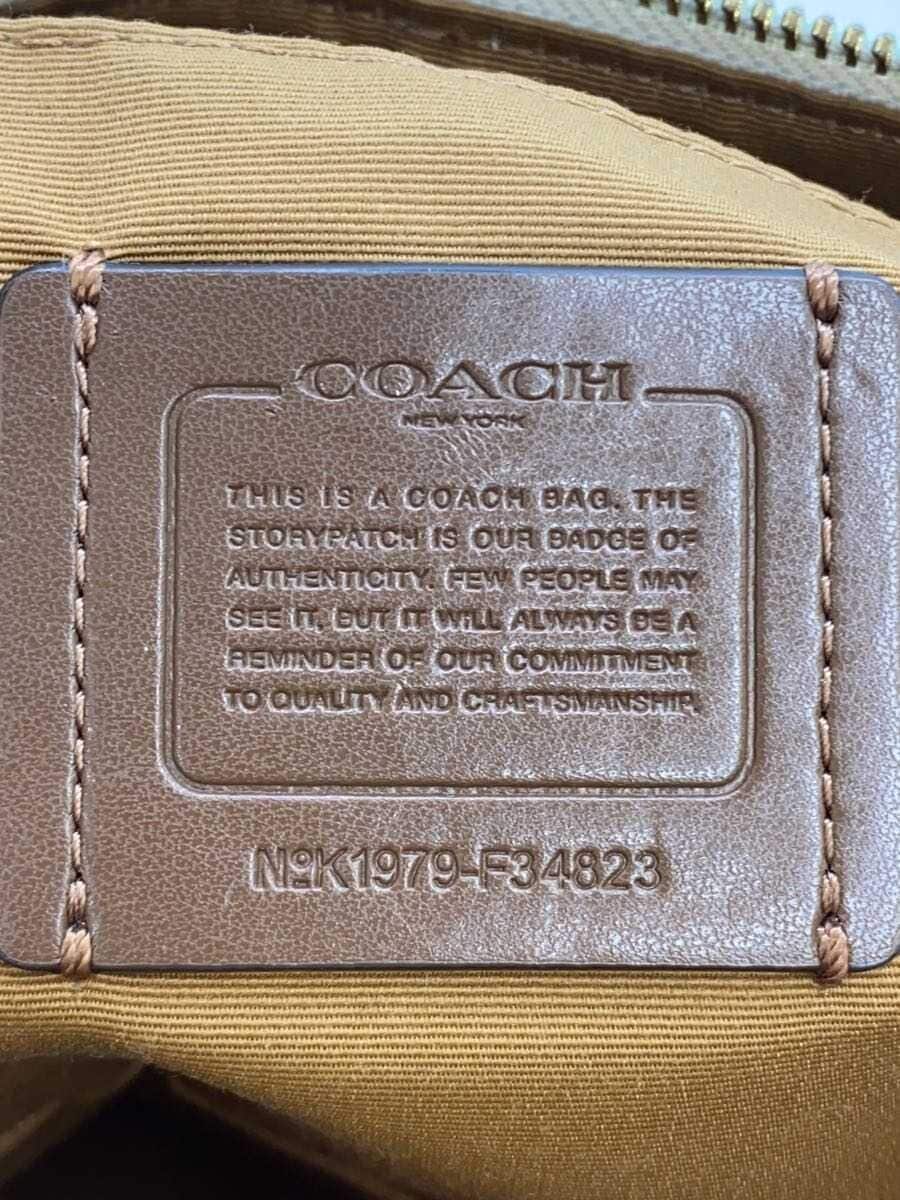 COACH
NEW YORK
THIS IS A COACH BAG. THE
STORYPATCH IS OUR BADGE OF
AUTHENTICITY. FEW PEOPLE MAY
SEE IT, BUT IT WILL ALWAYS BE A
REMINDER OF OUR COMMITMENT
TO QUALITY AND CRAFTSMANSHIP.
NºK1979-F34823